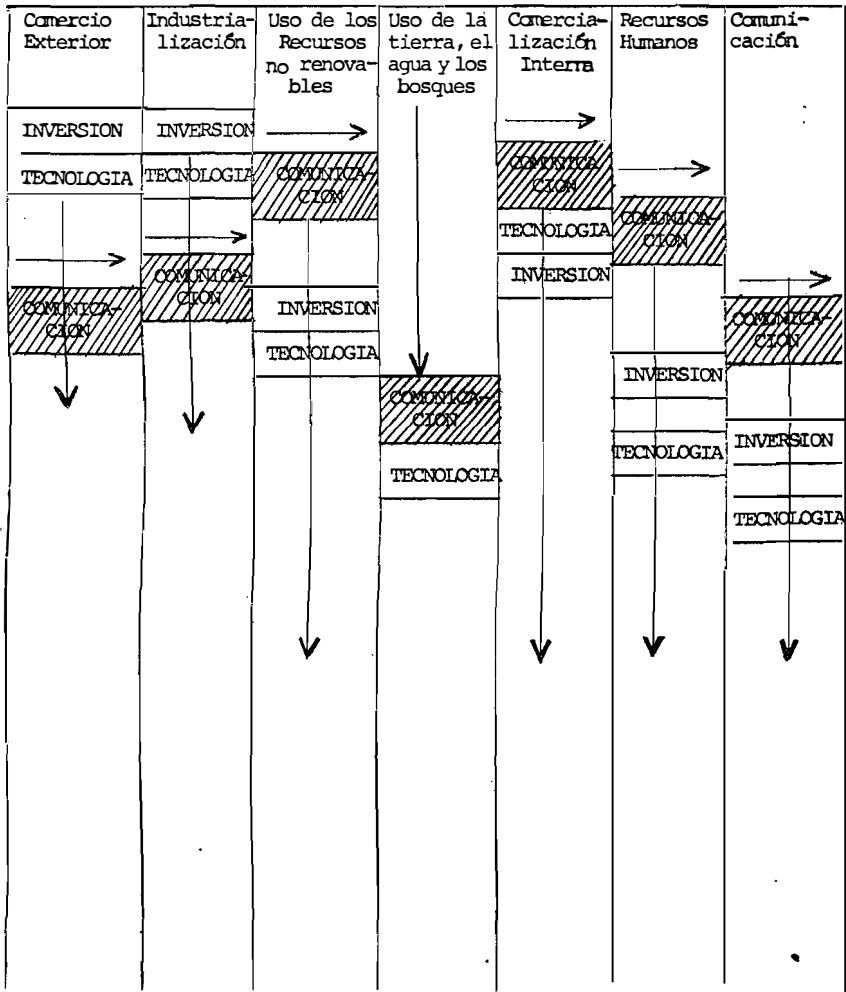 Comercio
Exterior
Industria-
lización
Uso de los
Recursos
no renova-
bles
Uso de la
tierra, el
agua y los
bosques
Comercia-
lización
Interna
Recursos
Humanos
Comuni-
cación
INVERSION
TECNOLOGIA
COMUNICA-
CION
INVERSION
TECNOLOGIA
COMUNICA-
CION
COMUNICA-
CION
INVERSION
TECNOLOGIA
COMUNICA-
CION
TECNOLOGIA
COMUNICA
CION
TECNOLOGIA
INVERSION
COMUNICA-
CION
INVERSION
TECNOLOGIA
COMUNICA-
CION
INVERSION
TECNOLOGIA